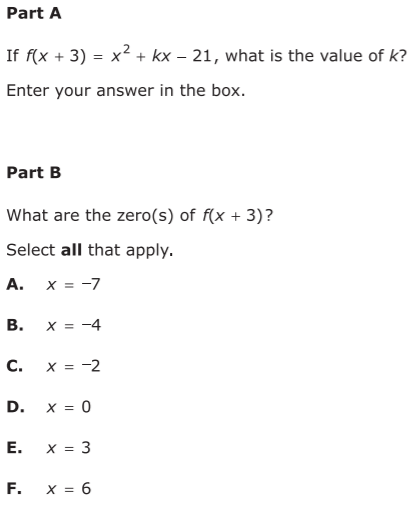 Part A
If f(x + 3) = x² + kx – 21, what is the value of k?
Enter your answer in the box.
Part B
What are the zero(s) of f(x + 3)?
Select all that apply.
A. x = –7
B. x = –4
C. x = –2
D. x = 0
E. x = 3
F. x = 6